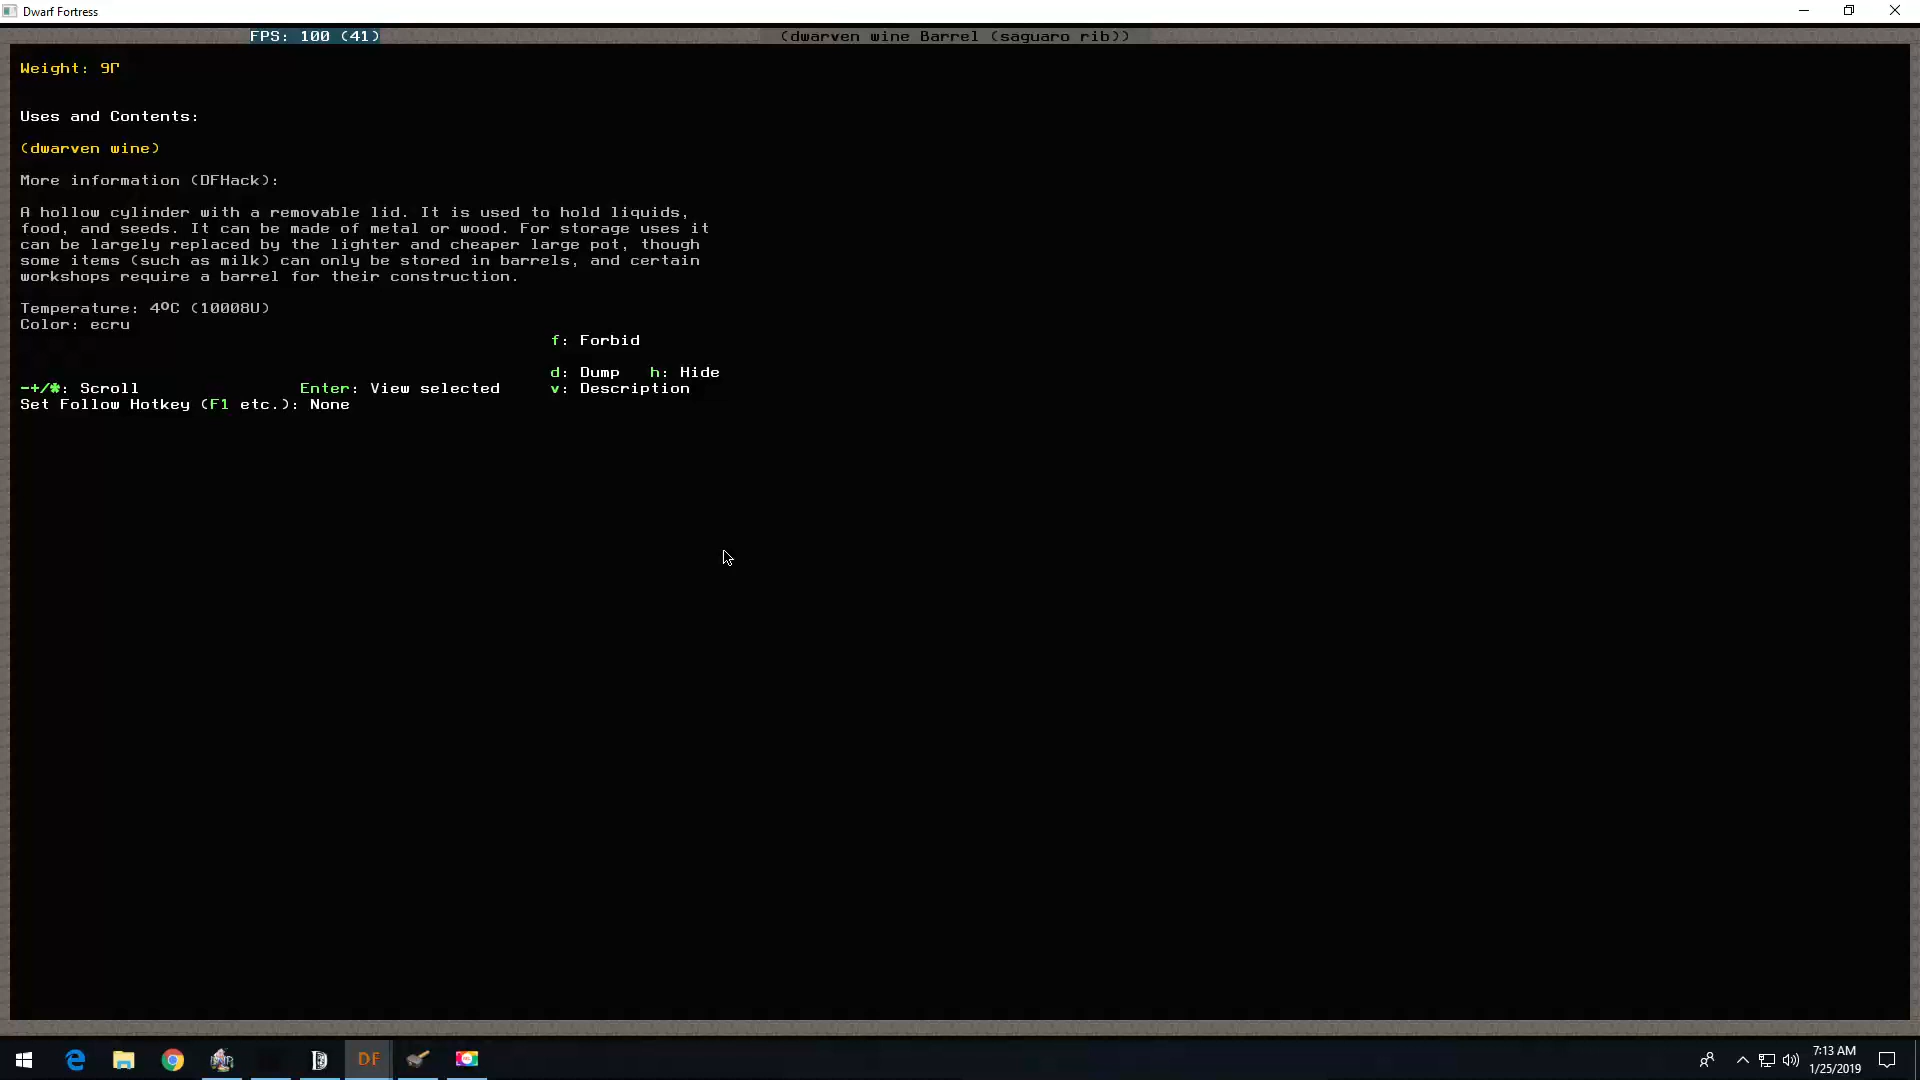 Dwarf Fortress
FPS: 100 (41) (dwarven wine Barrel (saguaro rib))
Weight: 9Γ
Uses and Contents:
(dwarven wine)
More information (DFHack):
A hollow cylinder with a removable lid. It is used to hold liquids,
food, and seeds. It can be made of metal or wood. For storage uses it
can be largely replaced by the lighter and cheaper large pot, though
some items (such as milk) can only be stored in barrels, and certain
workshops require a barrel for their construction.
Temperature: 4ºC (10008U)
Color: ecru
f: Forbid
d: Dump h: Hide
-+/*: Scroll Enter: View selected v: Description
Set Follow Hotkey (F1 etc.): None
DF
7:13 AM
1/25/2019